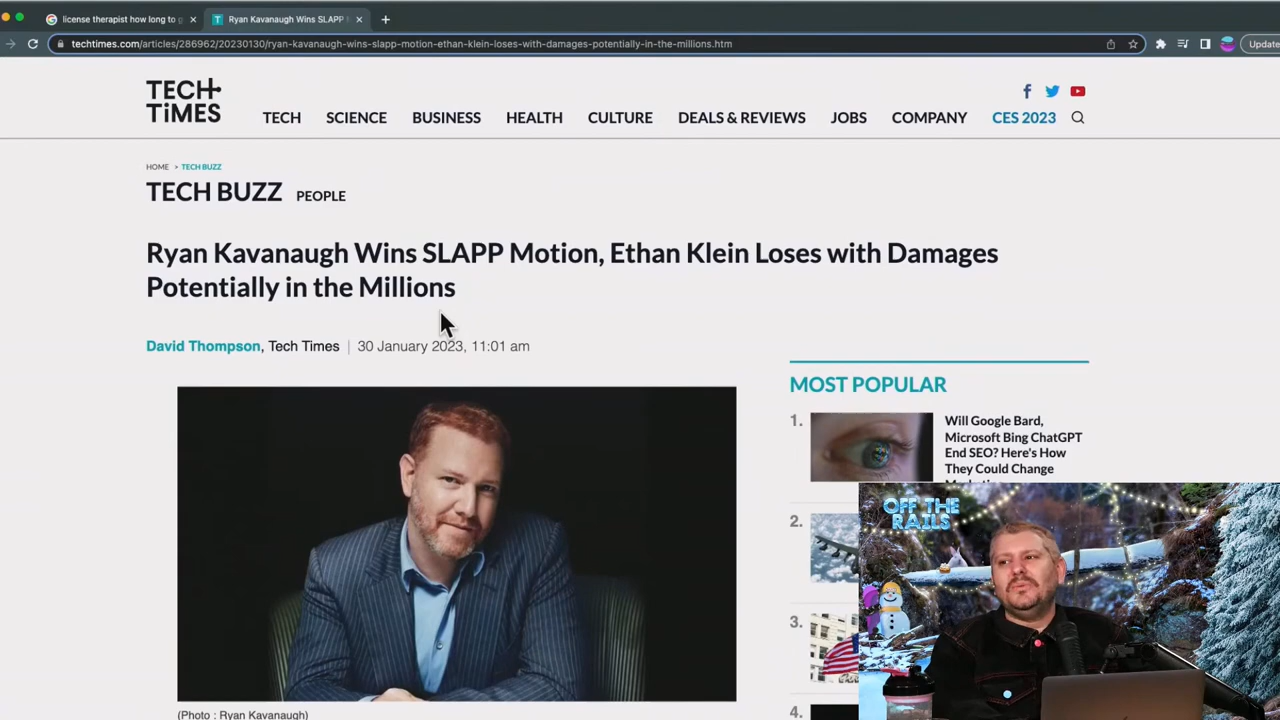 license therapist how long to g
Ryan Kavanaugh Wins SLAPP M
techtimes.com/articles/286962/20230130/ryan-kavanaugh-wins-slapp-motion-ethan-klein-loses-with-damages-potentially-in-the-millions.htm
Update
TECH
TiMES
TECH SCIENCE BUSINESS HEALTH CULTURE DEALS & REVIEWS JOBS COMPANY CES 2023
HOME > TECH BUZZ
TECH BUZZ PEOPLE
Ryan Kavanaugh Wins SLAPP Motion, Ethan Klein Loses with Damages
Potentially in the Millions
David Thompson, Tech Times | 30 January 2023, 11:01 am
(Photo : Ryan Kavanaugh)
MOST POPULAR
1.
Will Google Bard,
Microsoft Bing ChatGPT
End SEO? Here's How
They Could Change
2.
3.
4.
OFF THE
RAILS